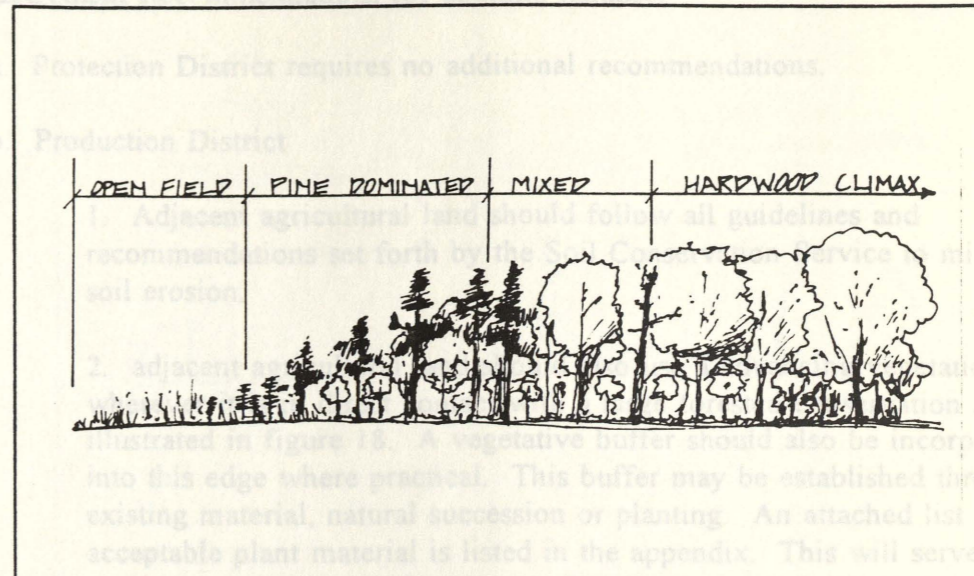 Protection District requires no additional recommendations.
Production District
OPEN FIELD PINE DOMINATED MIXED HARDWOOD CLIMAX
1. Adjacent agricultural land should follow all guidelines and
recommendations set forth by the Soil Conservation Service to
soil erosion.
2. adjacent
illustrated in figure 18. A vegetative buffer should also be
into this edge where practical. This buffer may be established
existing material, natural succession or planting An attached list
acceptable plant material is listed in the appendix. This will serve